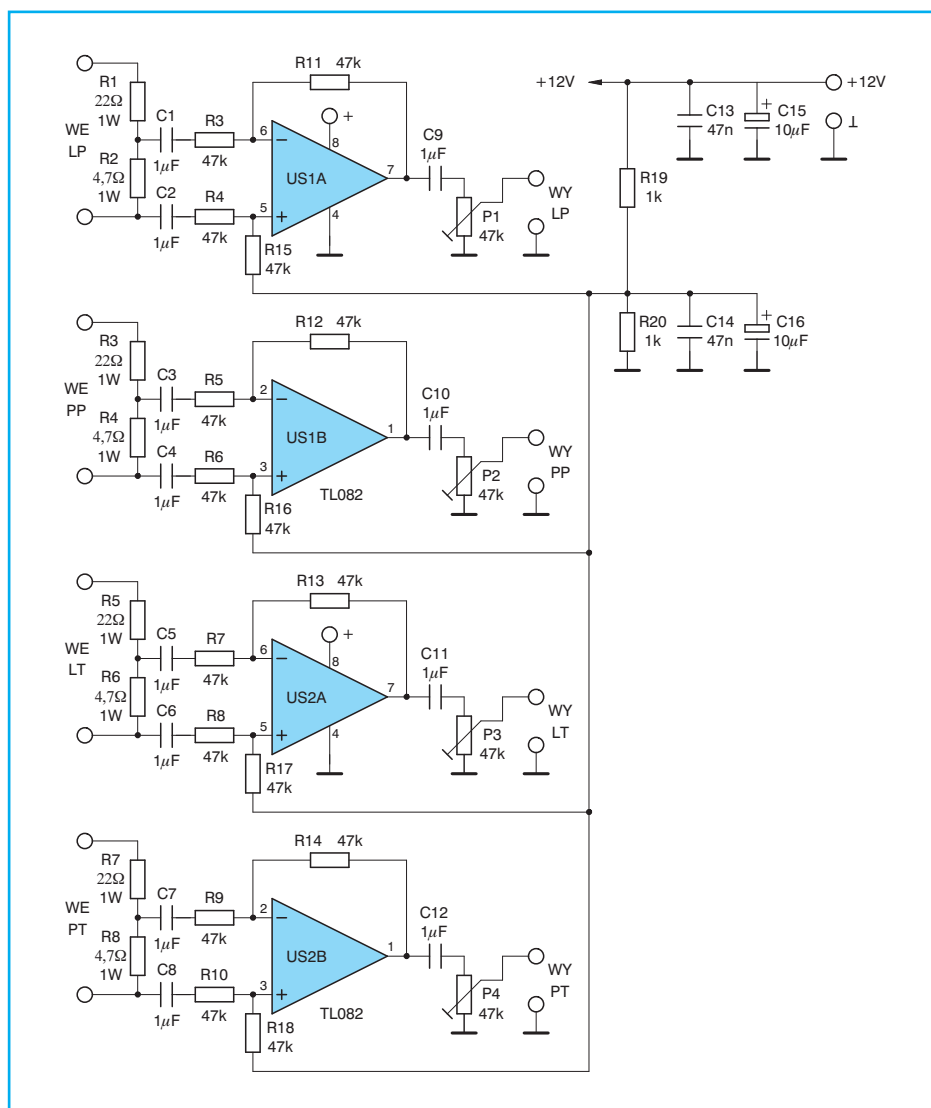 R11 47k
+12V
+12V
R1
22Ω
1W
C1
1µF
R3
47k
+
8
C13
47n
+
C15
10µF
⊥
WE
LP
6
−
US1A
7
C9
1µF
R19
1k
R2
4,7Ω
1W
C2
1µF
R4
47k
5
+
4
P1
47k
WY
LP
R15
47k
R12 47k
R20
1k
C14
47n
+
C16
10µF
R3
22Ω
1W
C3
1µF
R5
47k
WE
PP
2
−
US1B
1
C10
1µF
R4
4,7Ω
1W
C4
1µF
R6
47k
3
+
TL082
P2
47k
WY
PP
R16
47k
R13 47k
R5
22Ω
1W
C5
1µF
R7
47k
+
8
WE
LT
6
−
US2A
7
C11
1µF
R6
4,7Ω
1W
C6
1µF
R8
47k
5
+
4
P3
47k
WY
LT
R17
47k
R14 47k
R7
22Ω
1W
C7
1µF
R9
47k
WE
PT
2
−
US2B
1
C12
1µF
R8
4,7Ω
1W
C8
1µF
R10
47k
3
+
TL082
P4
47k
WY
PT
R18
47k